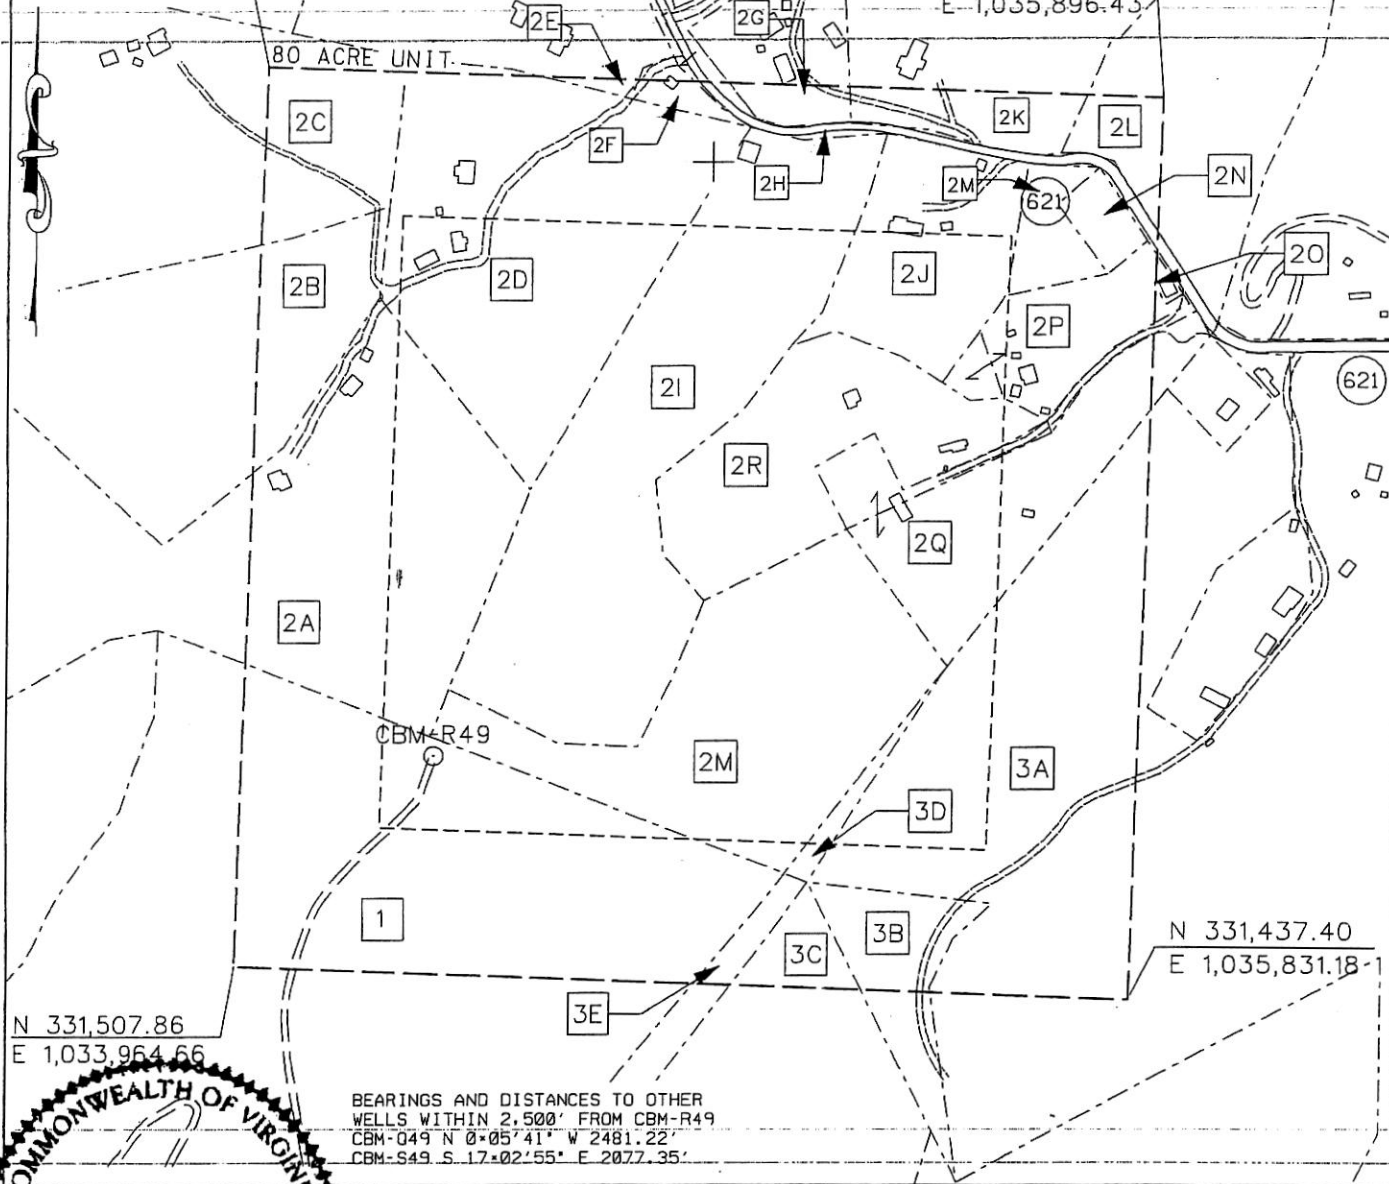 E 1,035,896.43
2E
2G
80 ACRE UNIT
2C
2K
2L
2F
2H
2M
621
2N
2B
2D
2J
2O
2P
621
2I
2R
2Q
2A
CBM-R49
2M
3A
3D
1
3B
3C
N 331,437.40
E 1,035,831.18
3E
N 331,507.86
E 1,033,964.66
COMMONWEALTH OF VIRGIN
BEARINGS AND DISTANCES TO OTHER
WELLS WITHIN 2,500' FROM CBM-R49
CBM-Q49 N 0×05'41" W 2481.22'
CBM-S49 S 17×02'55" E 2077.35'